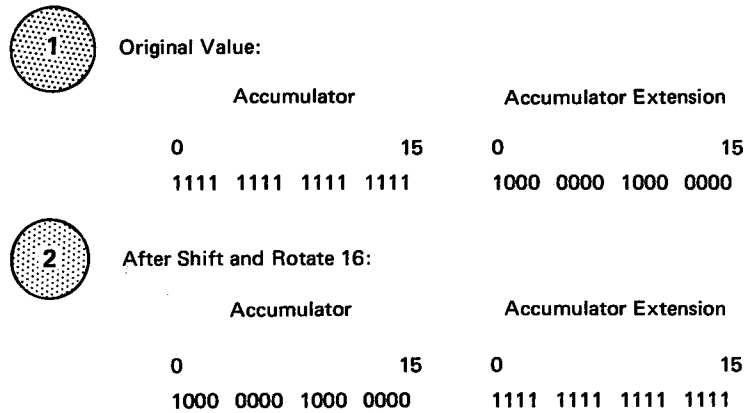 1 Original Value:
Accumulator Accumulator Extension
0 15 0 15
1111 1111 1111 1111 1000 0000 1000 0000
2 After Shift and Rotate 16:
Accumulator Accumulator Extension
0 15 0 15
1000 0000 1000 0000 1111 1111 1111 1111